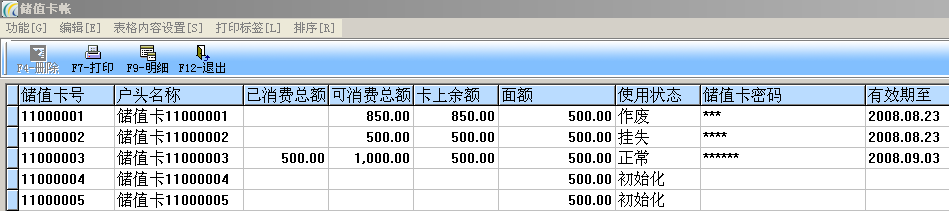 储值卡帐
功能[G] 编辑[E] 表格内容设置[S] 打印标签[L] 排序[R]
F4-删除 F7-打印 F9-明细 F12-退出
储值卡号 户头名称 已消费总额 可消费总额 卡上余额 面额 使用状态 储值卡密码 有效期至
11000001 储值卡11000001 850.00 850.00 500.00 作废 *** 2008.08.23
11000002 储值卡11000002 500.00 500.00 500.00 挂失 **** 2008.08.23
11000003 储值卡11000003 500.00 1,000.00 500.00 500.00 正常 ****** 2008.09.03
11000004 储值卡11000004 500.00 初始化
11000005 储值卡11000005 500.00 初始化